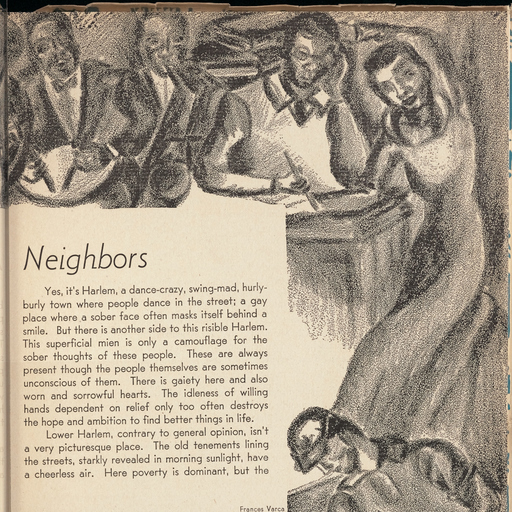 Neighbors
Yes, it's Harlem, a dance-crazy, swing-mad, hurly-
burly town where people dance in the street; a gay
place where a sober face often masks itself behind a
smile. But there is another side to this risible Harlem.
This superficial mien is only a camouflage for the
sober thoughts of these people. These are always
present though the people themselves are sometimes
unconscious of them. There is gaiety here and also
worn and sorrowful hearts. The idleness of willing
hands dependent on relief only too often destroys
the hope and ambition to find better things in life.
Lower Harlem, contrary to general opinion, isn't
a very picturesque place. The old tenements lining
the streets, starkly revealed in morning sunlight, have
a cheerless air. Here poverty is dominant, but the
Frances Varca